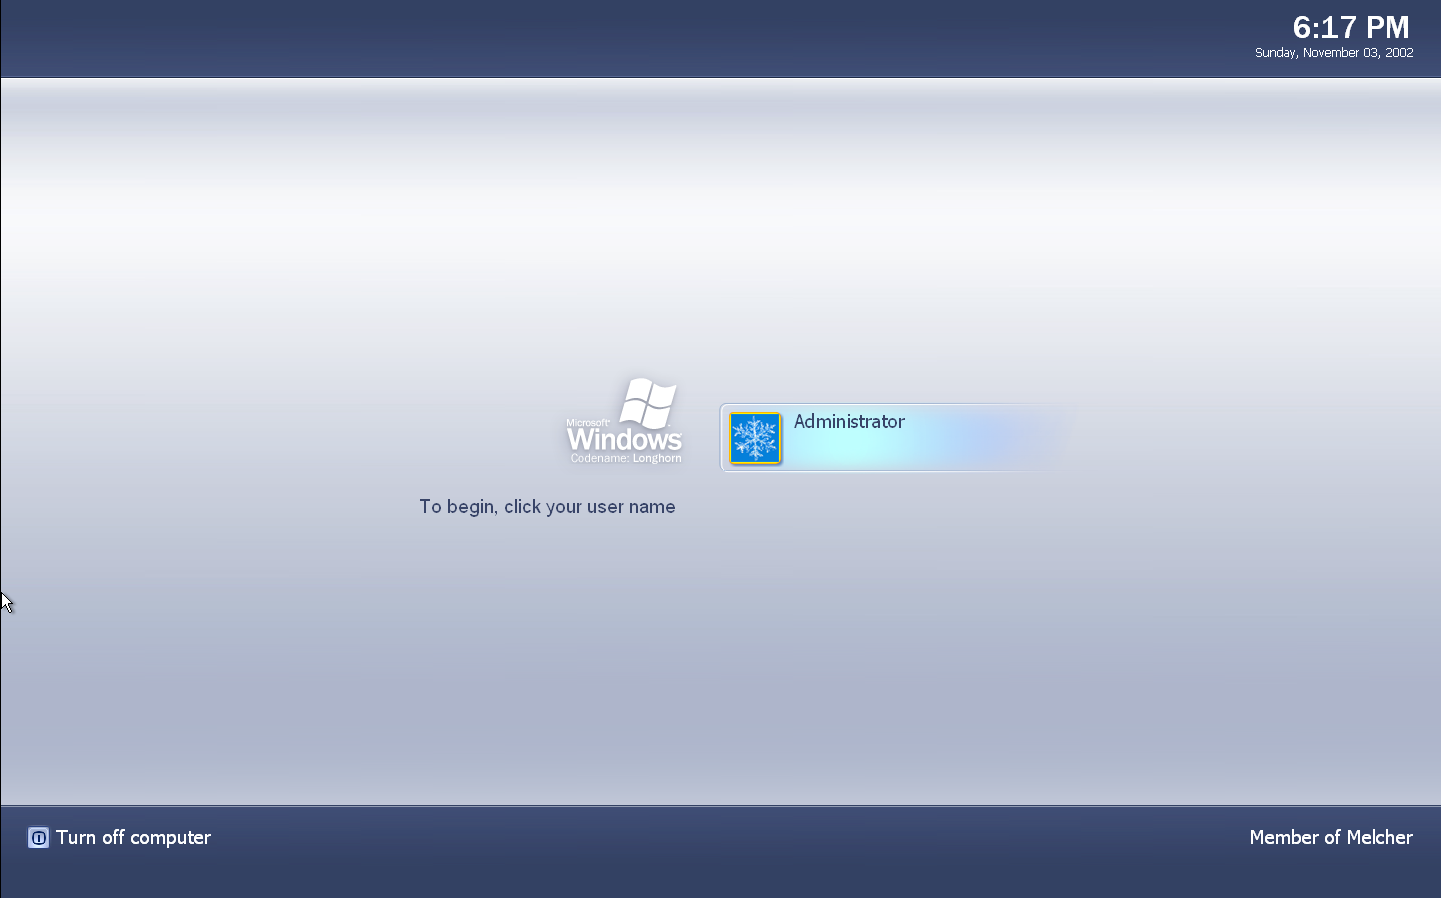 6:17 PM
Sunday, November 03, 2002
Microsoft®
Windows®
Codename: Longhorn
Administrator
To begin, click your user name
Turn off computer
Member of Melcher